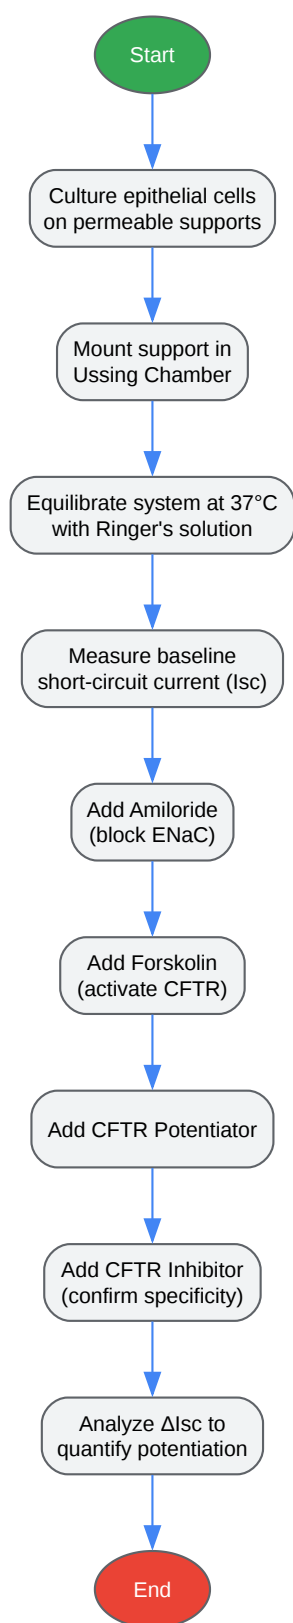 Start
Culture epithelial cells
on permeable supports
Mount support in
Ussing Chamber
Equilibrate system at 37°C
with Ringer's solution
Measure baseline
short-circuit current (Isc)
Add Amiloride
(block ENaC)
Add Forskolin
(activate CFTR)
Add CFTR Potentiator
Add CFTR Inhibitor
(confirm specificity)
Analyze ΔIsc to
quantify potentiation
End